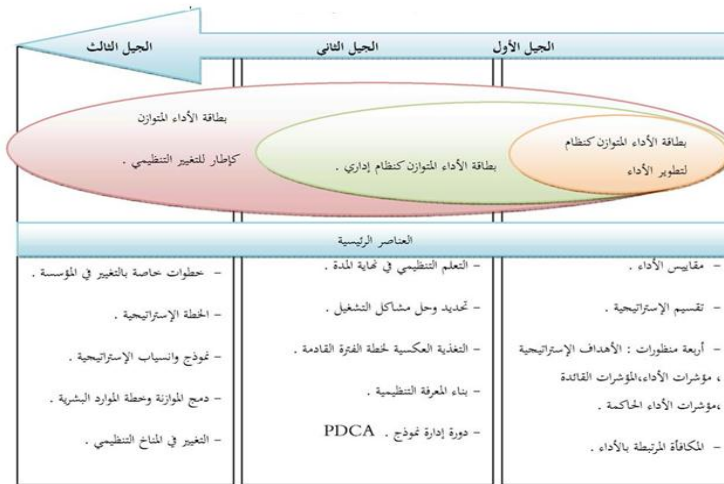 الجيل الأول
الجيل الثانى
الجيل الثالث
بطاقة الأداء المتوازن كنظام
لتطوير الأداء
بطاقة الأداء المتوازن كنظام إداري .
بطاقة الأداء المتوازن
كإطار للتغيير التنظيمي .
العناصر الرئيسية
– مقاييس الأداء .
– تقسيم الإستراتيجية .
– أربعة منظورات : الأهداف الإستراتيجية
، مؤشرات الأداء،المؤشرات القائدة
،مؤشرات الأداء الحاكمة .
– المكافأة المرتبطة بالأداء .
– التعلم التنظيمي في نهاية المدة .
– تحديد وحل مشاكل التشغيل .
– التغذية العكسية لخطة الفترة القادمة .
– بناء المعرفة التنظيمية .
– دورة إدارة نموذج . PDCA
– خطوات خاصة بالتغيير في المؤسسة .
– الخطة الإستراتيجية .
– نموذج وانسياب الإستراتيجية .
– دمج الموازنة وخطة الموارد البشرية .
– التغيير في المناخ التنظيمي .